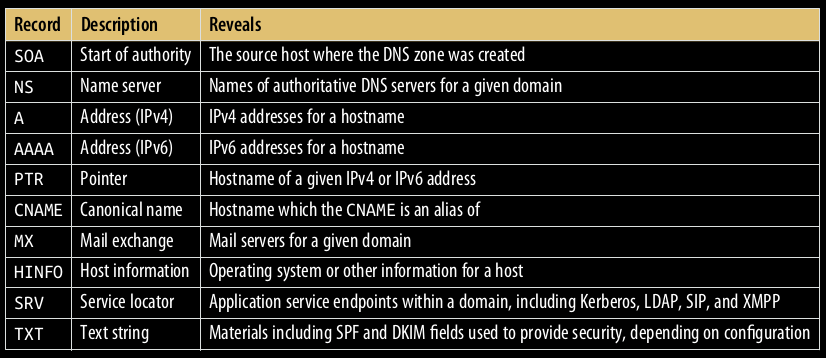 Record Description Reveals
SOA Start of authority The source host where the DNS zone was created
NS Name server Names of authoritative DNS servers for a given domain
A Address (IPv4) IPv4 addresses for a hostname
AAAA Address (IPv6) IPv6 addresses for a hostname
PTR Pointer Hostname of a given IPv4 or IPv6 address
CNAME Canonical name Hostname which the CNAME is an alias of
MX Mail exchange Mail servers for a given domain
HINFO Host information Operating system or other information for a host
SRV Service locator Application service endpoints within a domain, including Kerberos, LDAP, SIP, and XMPP
TXT Text string Materials including SPF and DKIM fields used to provide security, depending on configuration